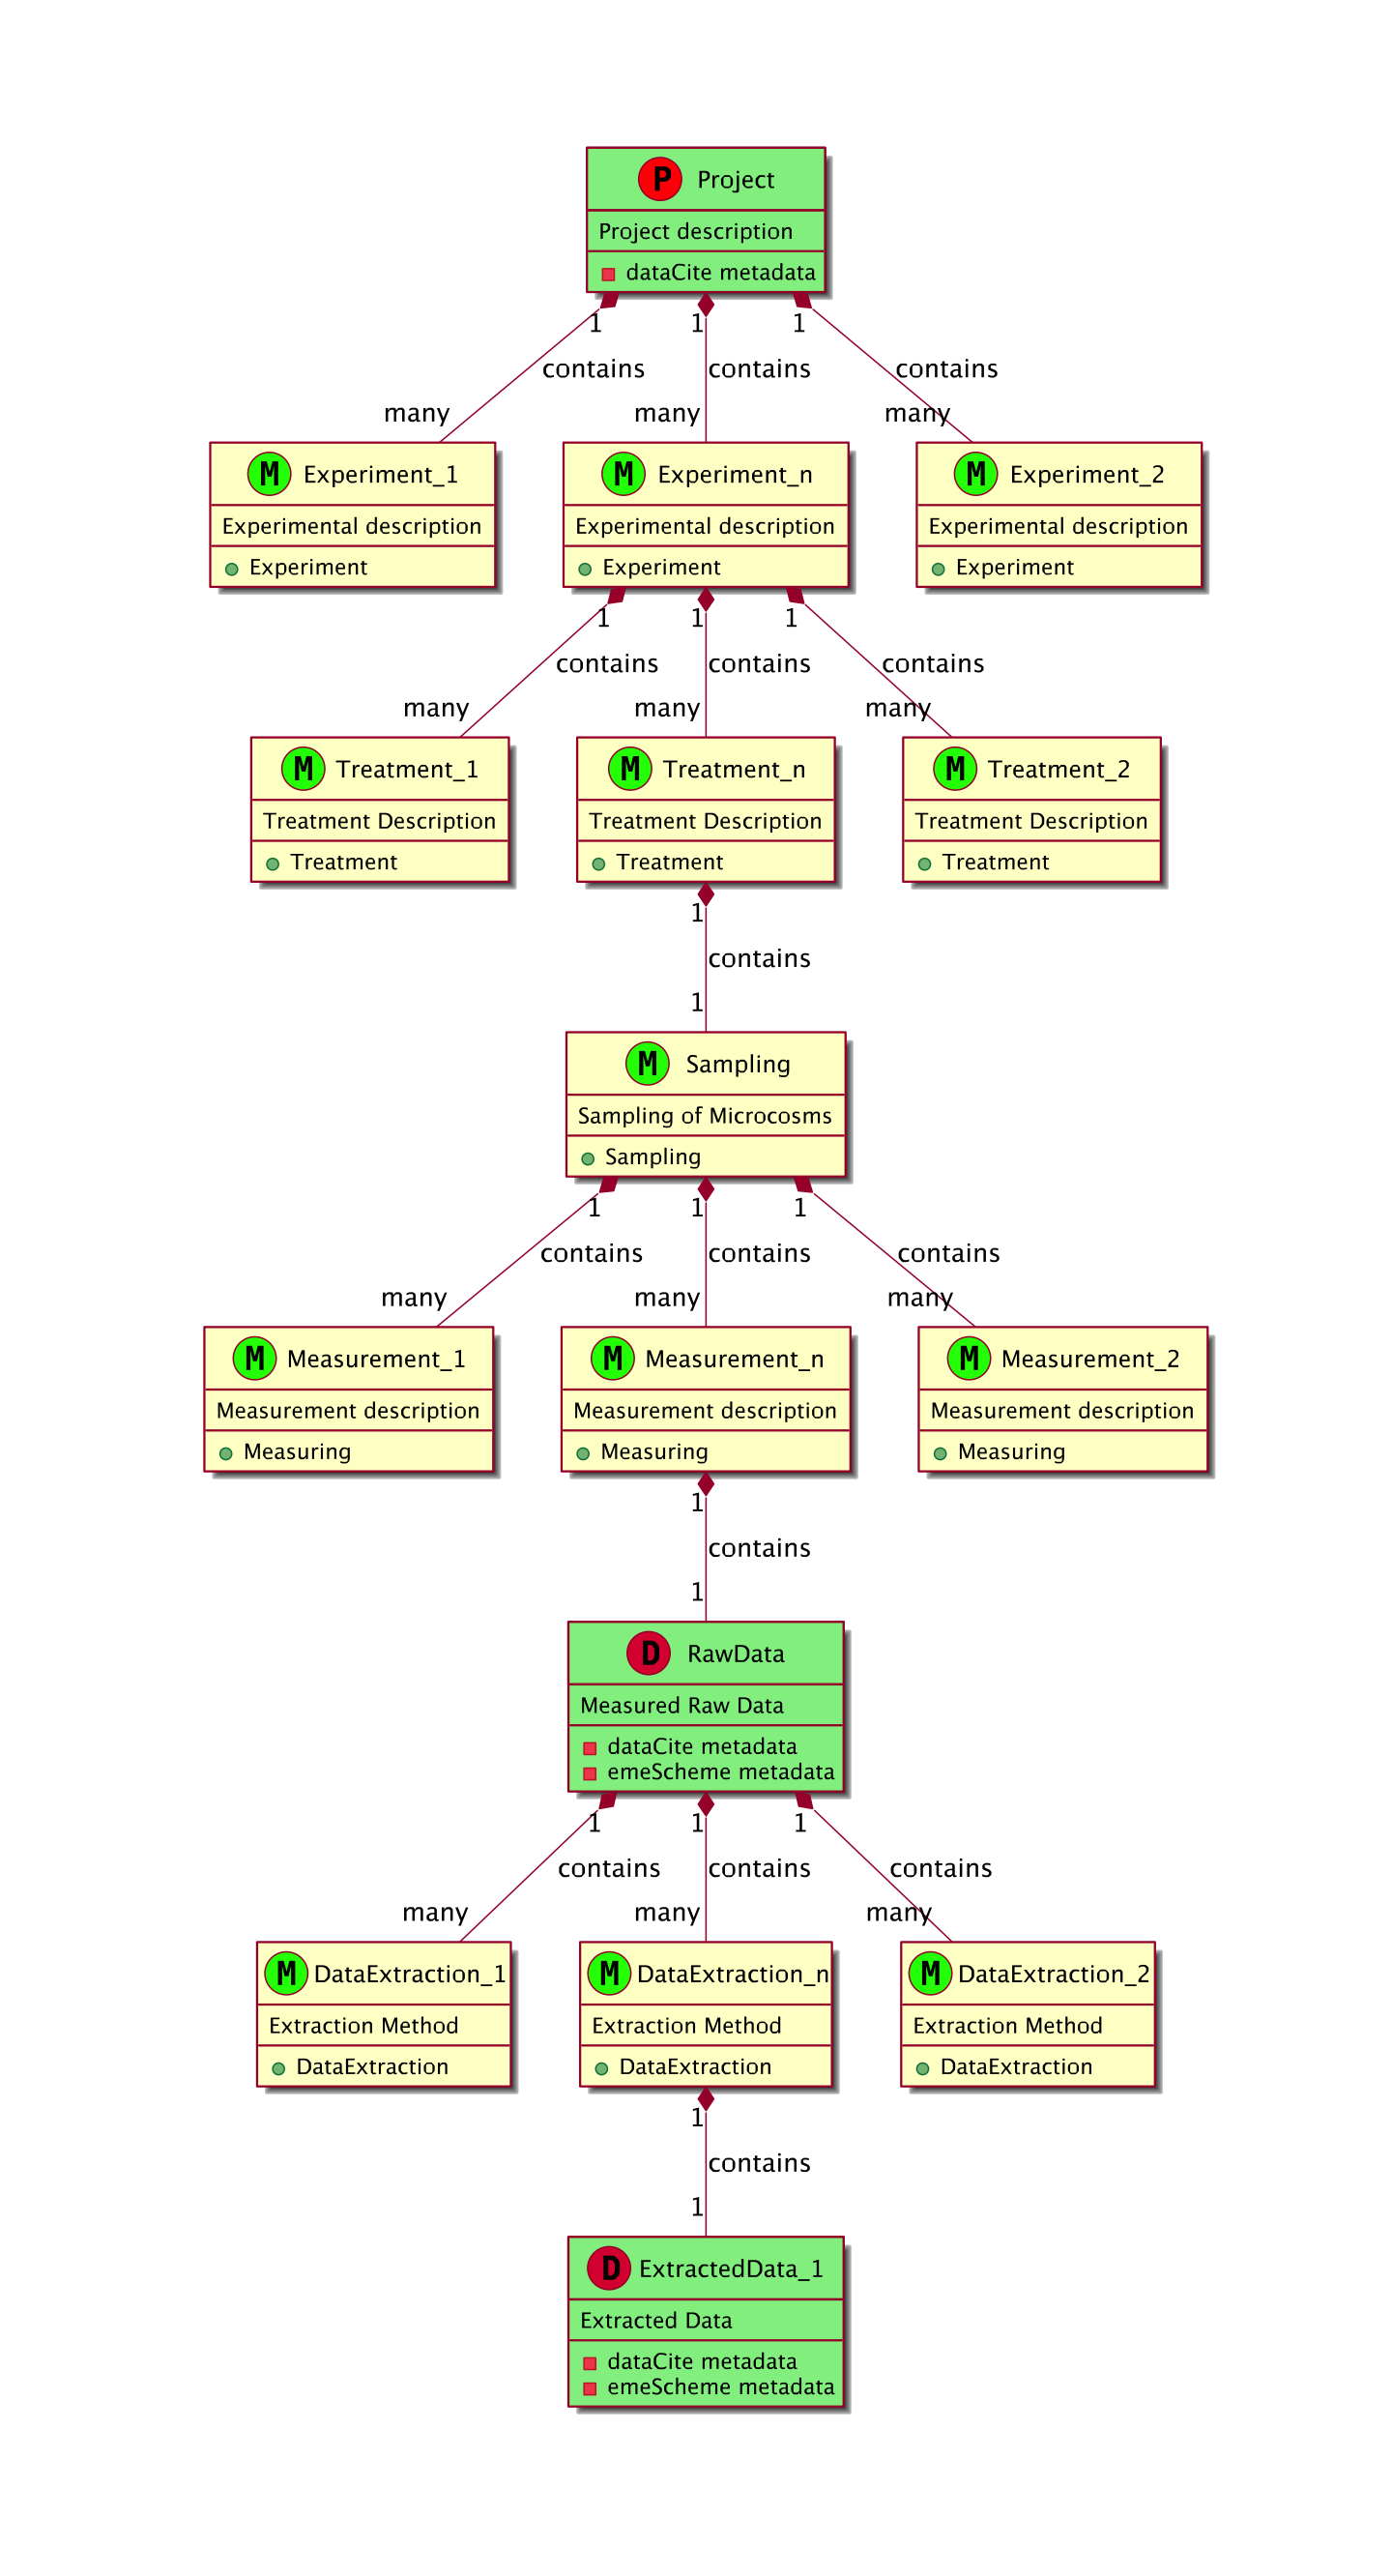 P Project
Project description
dataCite metadata
1 1 1
contains contains contains
many many many
M Experiment_1 M Experiment_n M Experiment_2
Experimental description Experimental description Experimental description
Experiment Experiment Experiment
1 1 1
contains contains contains
many many many
M Treatment_1 M Treatment_n M Treatment_2
Treatment Description Treatment Description Treatment Description
Treatment Treatment Treatment
1
contains
1
M Sampling
Sampling of Microcosms
Sampling
1 1 1
contains contains contains
many many many
M Measurement_1 M Measurement_n M Measurement_2
Measurement description Measurement description Measurement description
Measuring Measuring Measuring
1
contains
1
D RawData
Measured Raw Data
dataCite metadata
emeScheme metadata
1 1 1
contains contains contains
many many many
M DataExtraction_1 M DataExtraction_n M DataExtraction_2
Extraction Method Extraction Method Extraction Method
DataExtraction DataExtraction DataExtraction
1
contains
1
D ExtractedData_1
Extracted Data
dataCite metadata
emeScheme metadata